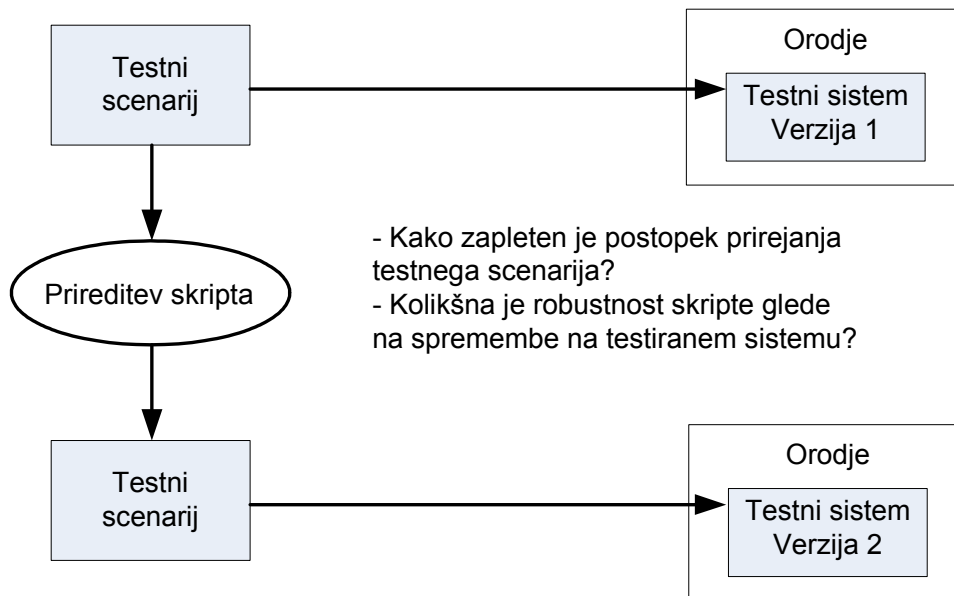 Testni
scenarij
Orodje
Testni sistem
Verzija 1
- Kako zapleten je postopek prirejanja
testnega scenarija?
- Kolikšna je robustnost skripte glede
na spremembe na testiranem sistemu?
Prireditev skripta
Testni
scenarij
Orodje
Testni sistem
Verzija 2